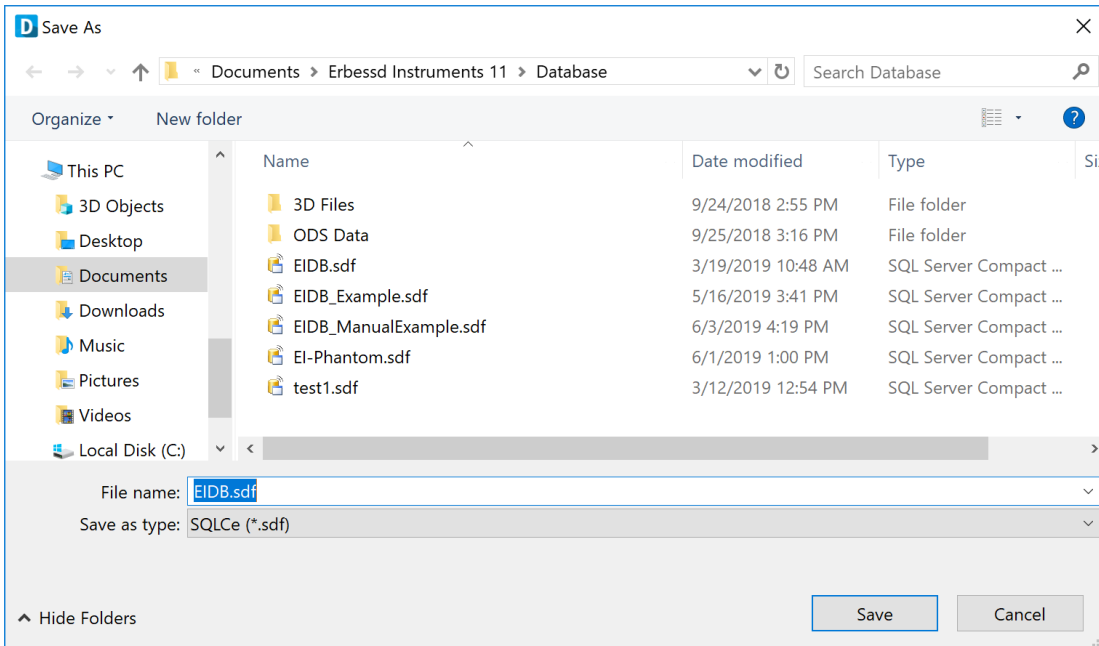 D Save As
« Documents > Erbessd Instruments 11 > Database
Search Database
Organize
New folder
?
Name
Date modified
Type
Si
This PC
3D Objects
Desktop
Documents
Downloads
Music
Pictures
Videos
Local Disk (C:)
3D Files 9/24/2018 2:55 PM File folder
ODS Data 9/25/2018 3:16 PM File folder
EIDB.sdf 3/19/2019 10:48 AM SQL Server Compact ...
EIDB_Example.sdf 5/16/2019 3:41 PM SQL Server Compact ...
EIDB_ManualExample.sdf 6/3/2019 4:19 PM SQL Server Compact ...
EI-Phantom.sdf 6/1/2019 1:00 PM SQL Server Compact ...
test1.sdf 3/12/2019 12:54 PM SQL Server Compact ...
File name: EIDB.sdf
Save as type: SQLCe (*.sdf)
Hide Folders
Save
Cancel